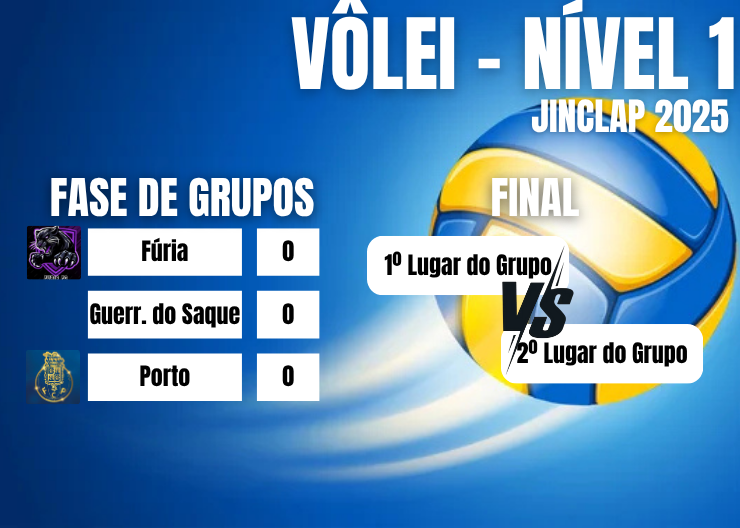 VÔLEI - NÍVEL 1
JINCLAP 2025
FASE DE GRUPOS
Fúria 0
Guerr. do Saque 0
Porto 0
FINAL
1º Lugar do Grupo
VS
2º Lugar do Grupo